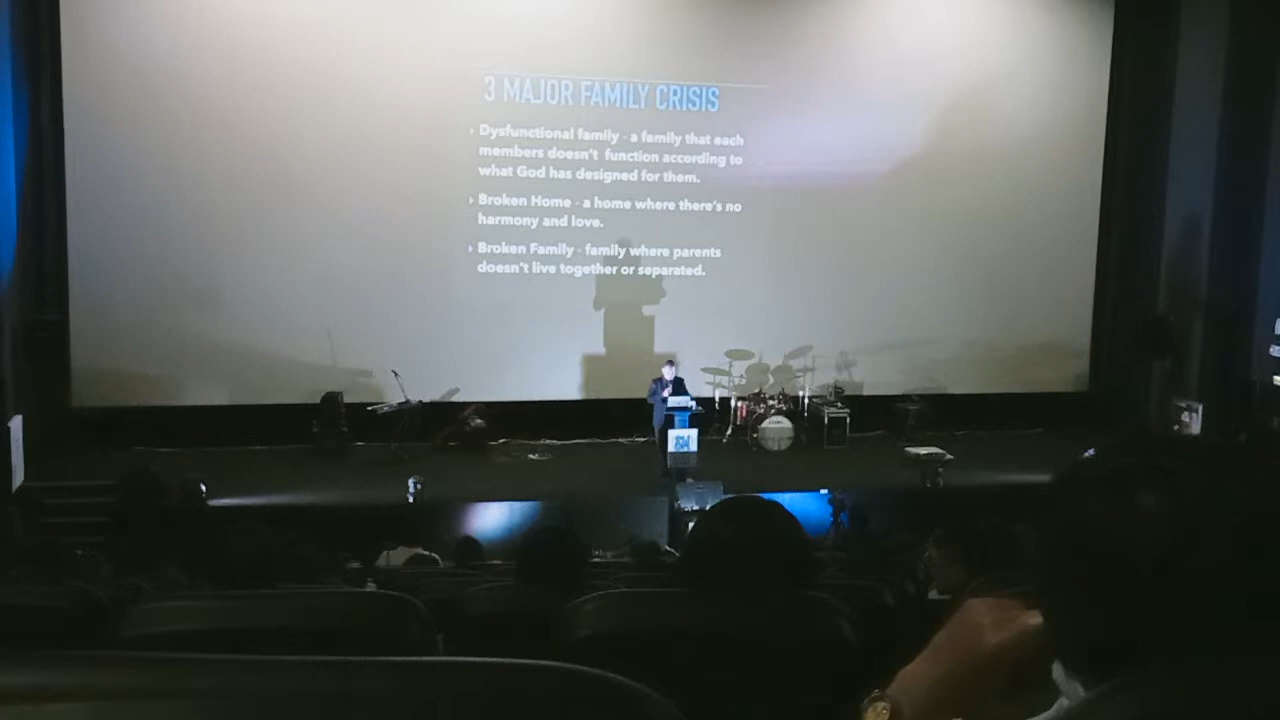 3 MAJOR FAMILY CRISIS
Dysfunctional family - a family that each
members doesn't function according to
what God has designed for them.
Broken Home - a home where there's no
harmony and love.
Broken Family - family where parents
doesn't live together or separated.